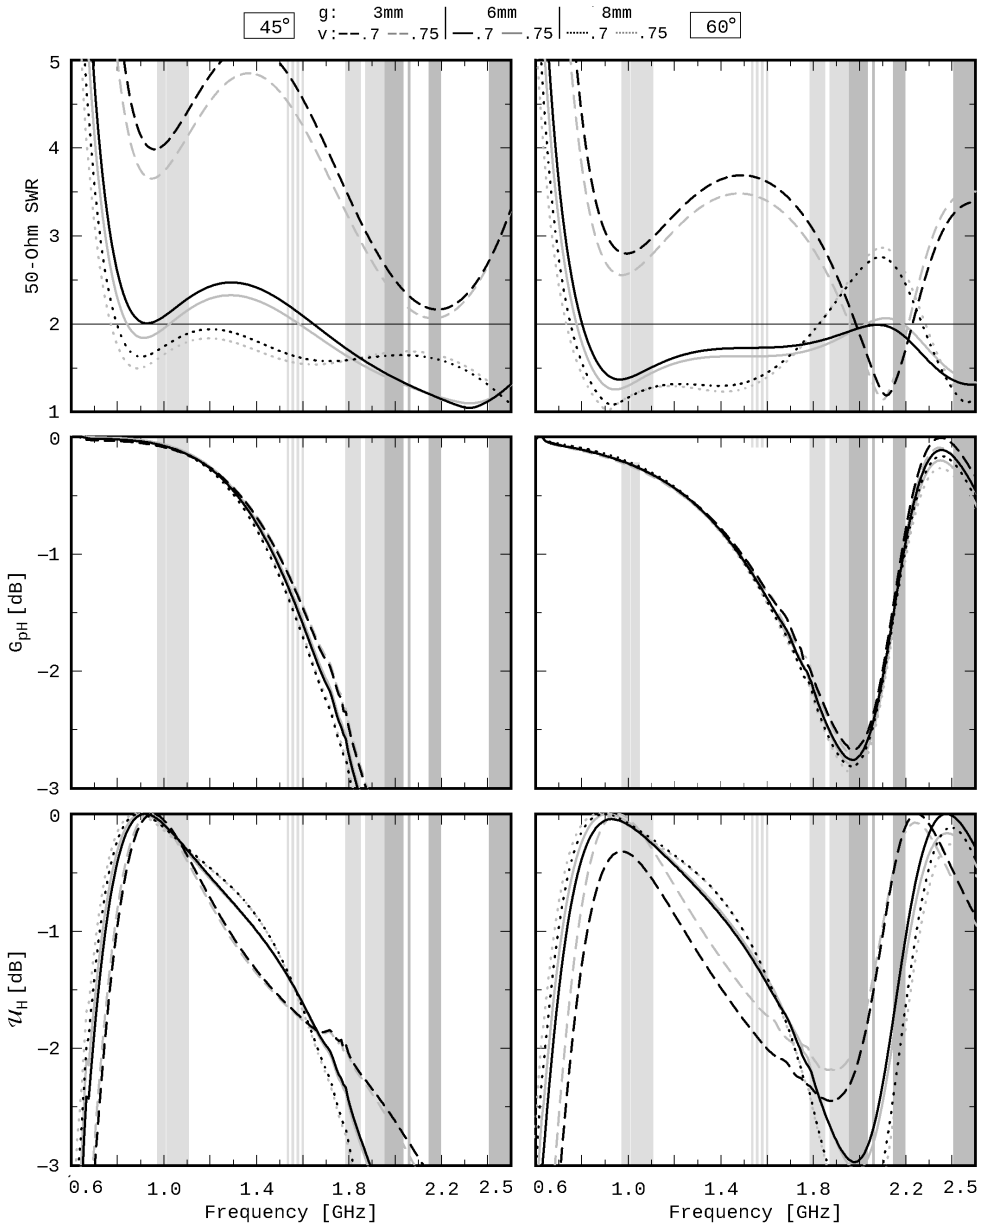 45° g: 3mm 6mm 8mm 60°
v: .7 .75 .7 .75 .7 .75
5
4
3
2
1
50-Ohm SWR
0
−1
−2
−3
GpH [dB]
0
−1
−2
−3
𝒰H [dB]
0.6 1.0 1.4 1.8 2.2 2.5
0.6 1.0 1.4 1.8 2.2 2.5
Frequency [GHz]
Frequency [GHz]